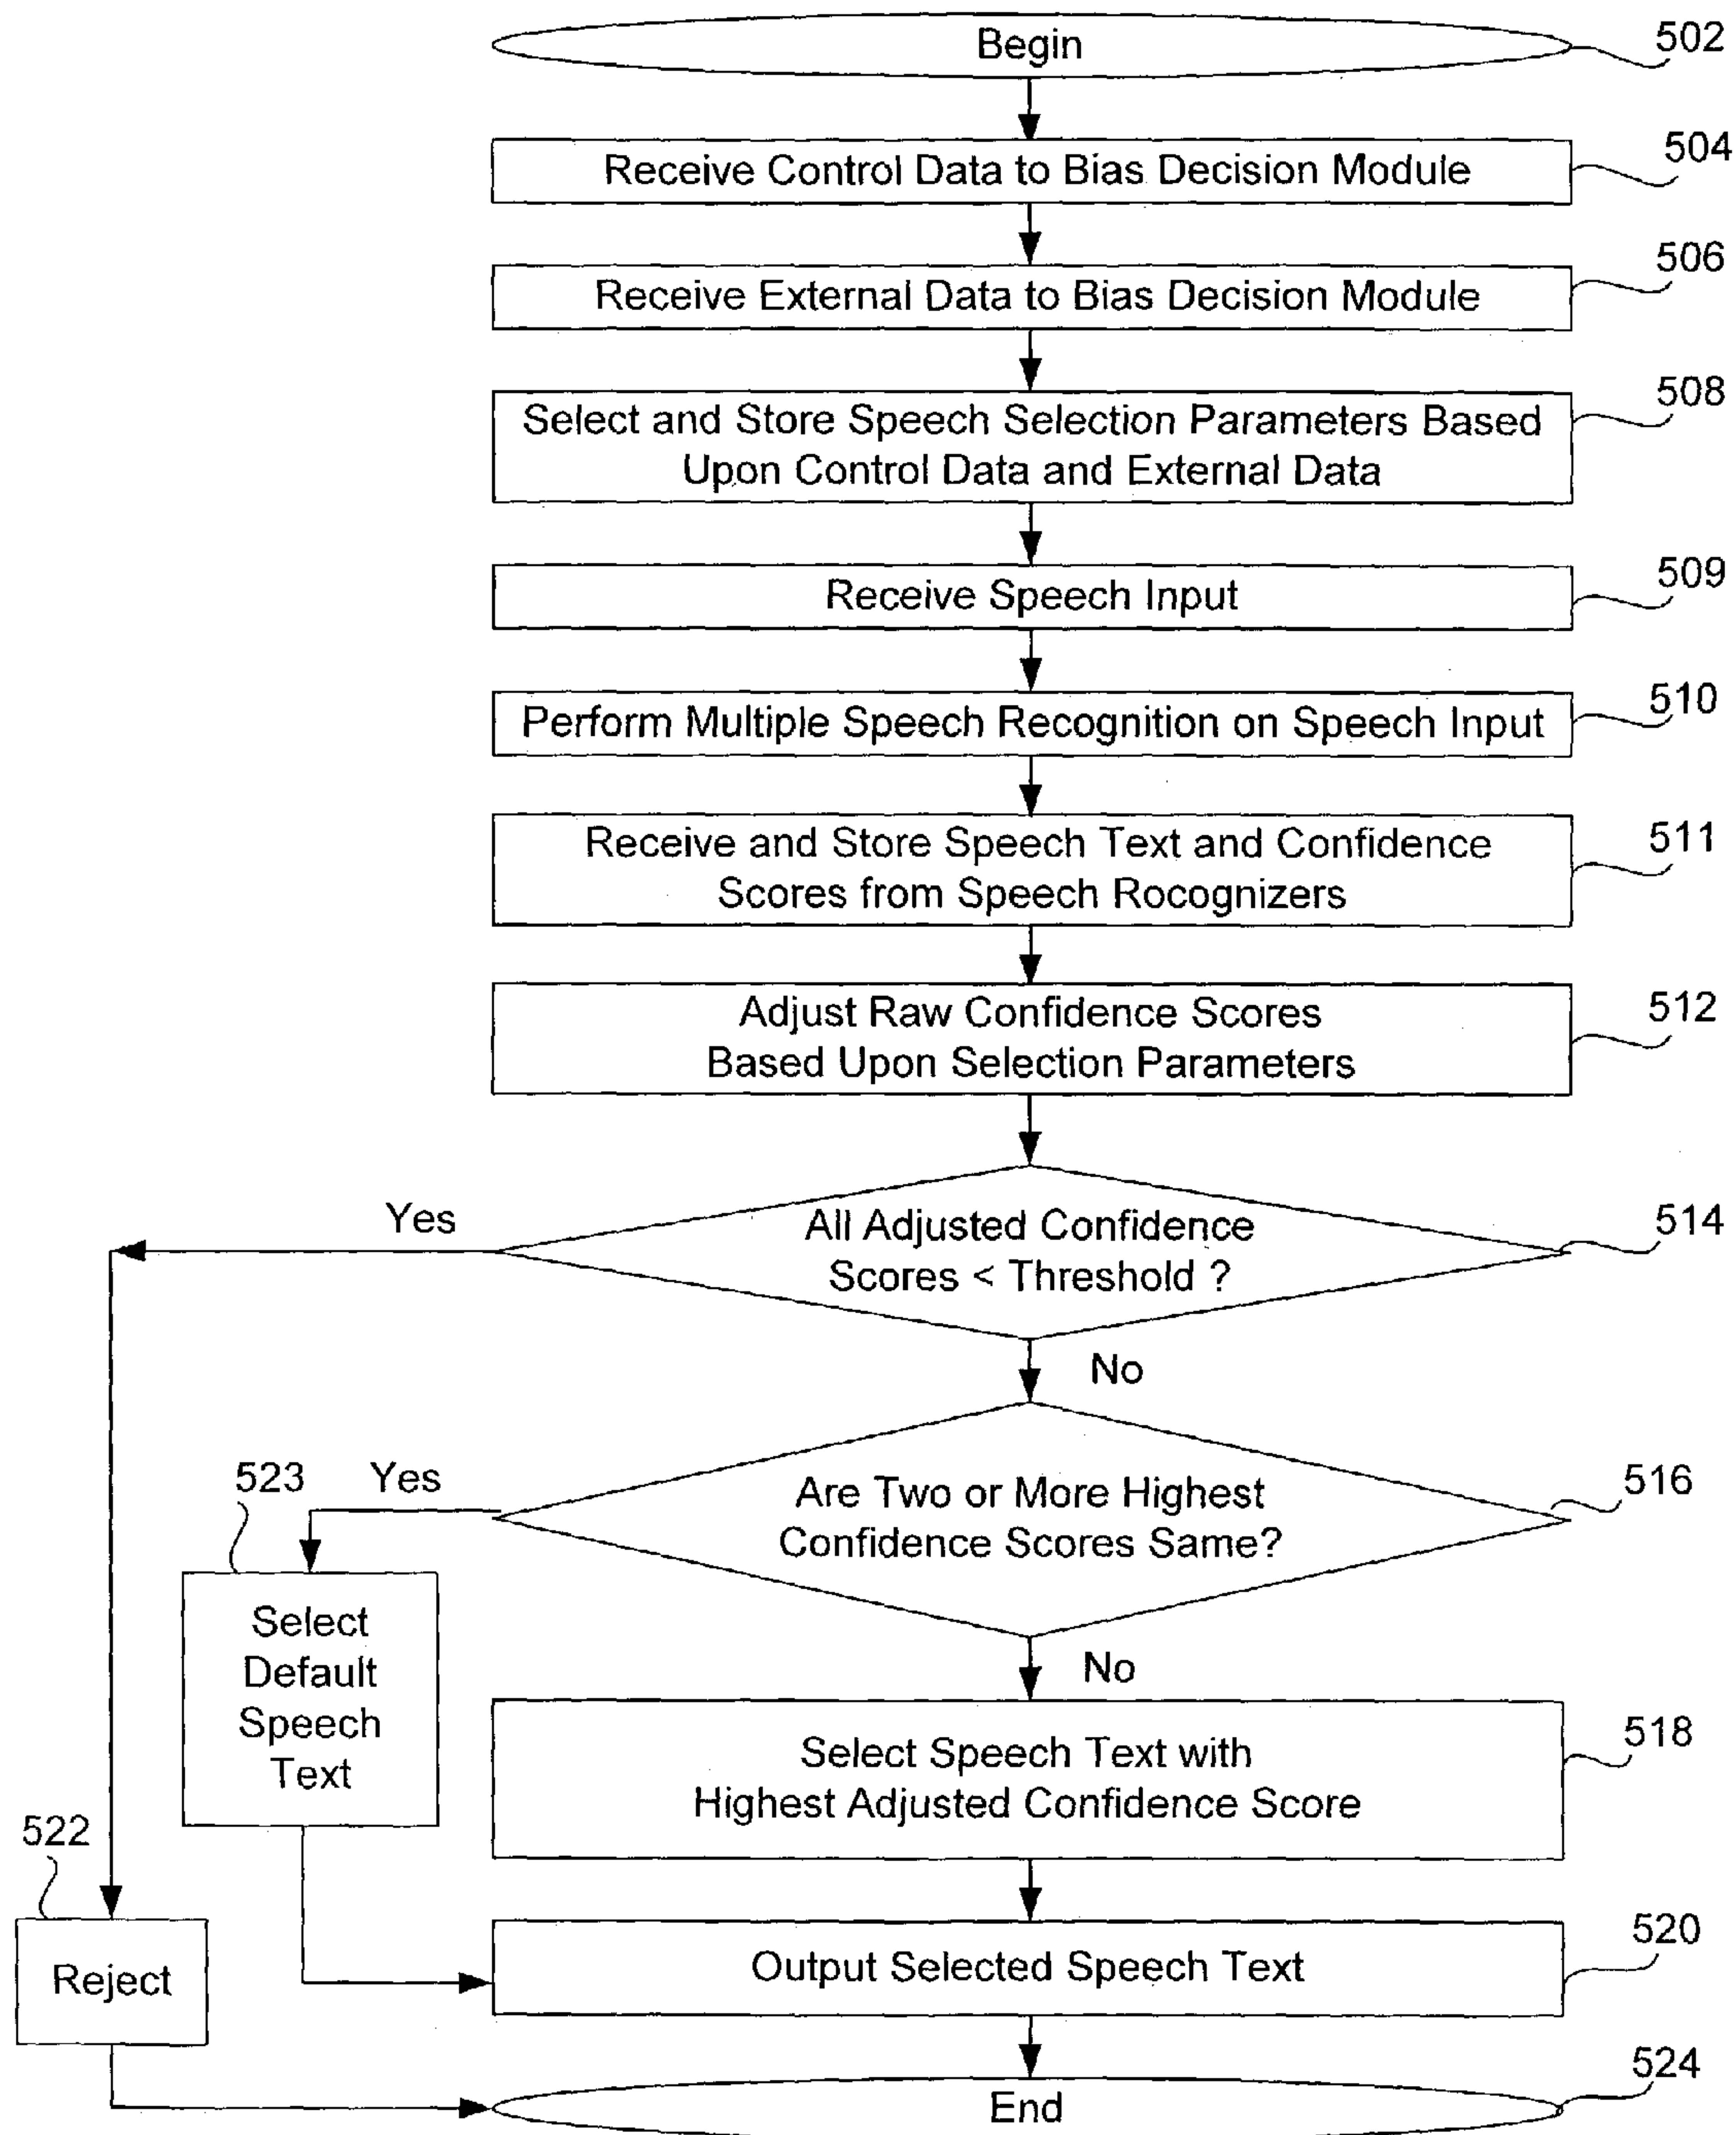 Begin
502
Receive Control Data to Bias Decision Module
504
Receive External Data to Bias Decision Module
506
Select and Store Speech Selection Parameters Based
Upon Control Data and External Data
508
Receive Speech Input
509
Perform Multiple Speech Recognition on Speech Input
510
Receive and Store Speech Text and Confidence
Scores from Speech Rocognizers
511
Adjust Raw Confidence Scores
Based Upon Selection Parameters
512
Yes
All Adjusted Confidence
Scores < Threshold ?
514
No
523
Yes
Are Two or More Highest
Confidence Scores Same?
516
Select
Default
Speech
Text
No
Select Speech Text with
Highest Adjusted Confidence Score
518
522
Reject
Output Selected Speech Text
520
End
524